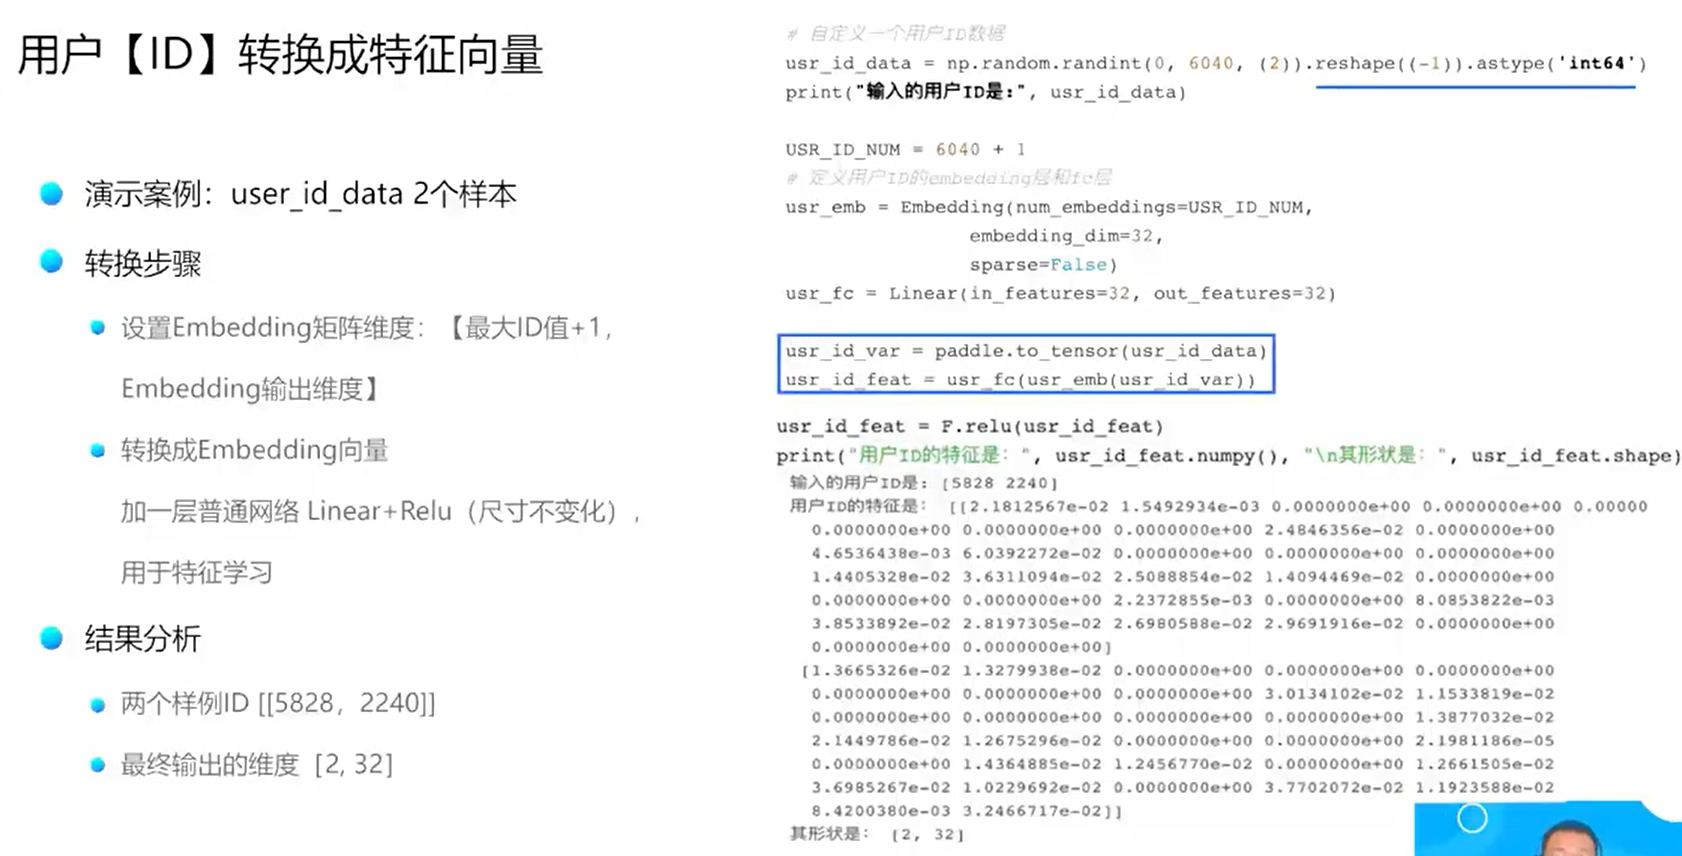 用户【ID】转换成特征向量
演示案例：user_id_data 2个样本
转换步骤
设置Embedding矩阵维度：【最大ID值+1,
Embedding输出维度】
转换成Embedding向量
加一层普通网络 Linear+Relu（尺寸不变化）,
用于特征学习
结果分析
两个样例ID [[5828，2240]]
最终输出的维度 [2, 32]
# 自定义一个用户ID数据
usr_id_data = np.random.randint(0, 6040, (2)).reshape((-1)).astype('int64')
print("输入的用户ID是:", usr_id_data)
USR_ID_NUM = 6040 + 1
# 定义用户ID的embedding层和fc层
usr_emb = Embedding(num_embeddings=USR_ID_NUM,
embedding_dim=32,
sparse=False)
usr_fc = Linear(in_features=32, out_features=32)
usr_id_var = paddle.to_tensor(usr_id_data)
usr_id_feat = usr_fc(usr_emb(usr_id_var))
usr_id_feat = F.relu(usr_id_feat)
print("用户ID的特征是：", usr_id_feat.numpy(), "\n其形状是：", usr_id_feat.shape)
输入的用户ID是: [5828 2240]
用户ID的特征是： [[2.1812567e-02 1.5492934e-03 0.0000000e+00 0.0000000e+00 0.00000
0.0000000e+00 0.0000000e+00 0.0000000e+00 2.4846356e-02 0.0000000e+00
4.6536438e-03 6.0392272e-02 0.0000000e+00 0.0000000e+00 0.0000000e+00
1.4405328e-02 3.6311094e-02 2.5088854e-02 1.4094469e-02 0.0000000e+00
0.0000000e+00 0.0000000e+00 2.2372855e-03 0.0000000e+00 8.0853822e-03
3.8533892e-02 2.8197305e-02 2.6980588e-02 2.9691916e-02 0.0000000e+00
0.0000000e+00 0.0000000e+00]
[1.3665326e-02 1.3279938e-02 0.0000000e+00 0.0000000e+00 0.0000000e+00
0.0000000e+00 0.0000000e+00 0.0000000e+00 3.0134102e-02 1.1533819e-02
0.0000000e+00 0.0000000e+00 0.0000000e+00 0.0000000e+00 1.3877032e-02
2.1449786e-02 1.2675296e-02 0.0000000e+00 0.0000000e+00 2.1981186e-05
0.0000000e+00 1.4364885e-02 1.2456770e-02 0.0000000e+00 1.2661505e-02
3.6985267e-02 1.0229692e-02 0.0000000e+00 3.7702072e-02 1.1923588e-02
8.4200380e-03 3.2466717e-02]]
其形状是： [2, 32]